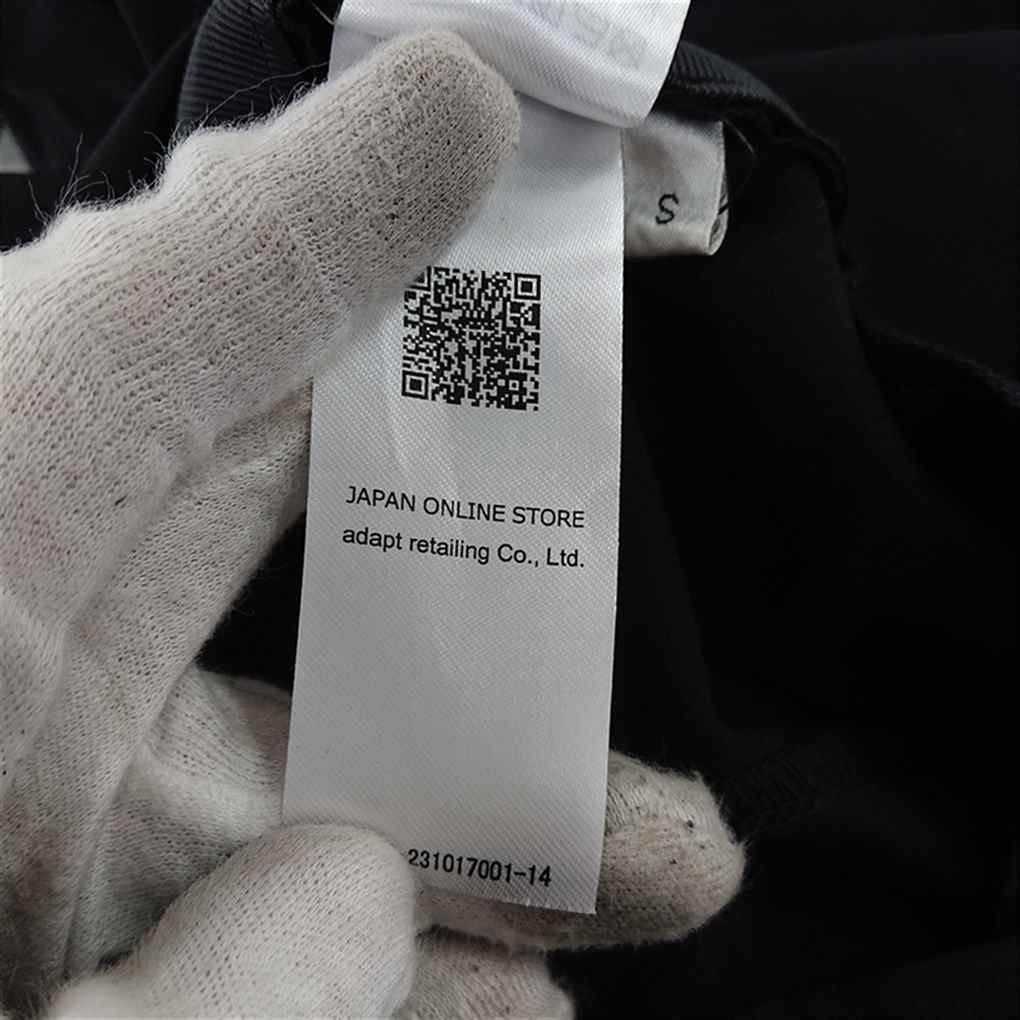 S
JAPAN ONLINE STORE
adapt retailing Co., Ltd.
231017001-14